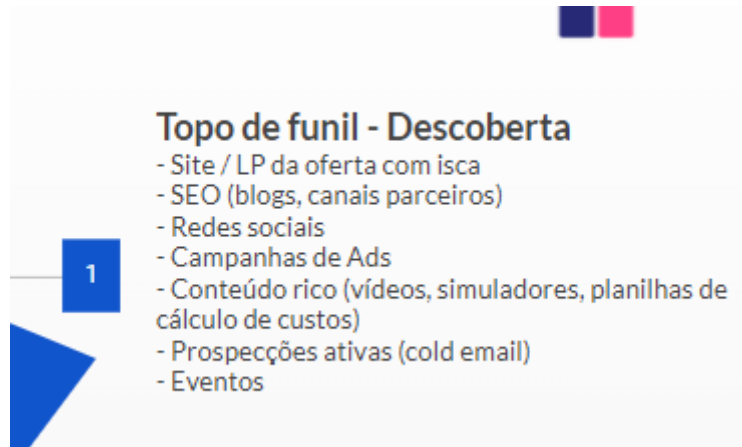 Topo de funil - Descoberta
- Site / LP da oferta com isca
- SEO (blogs, canais parceiros)
- Redes sociais
- Campanhas de Ads
1
- Conteúdo rico (vídeos, simuladores, planilhas de
cálculo de custos)
- Prospecções ativas (cold email)
- Eventos